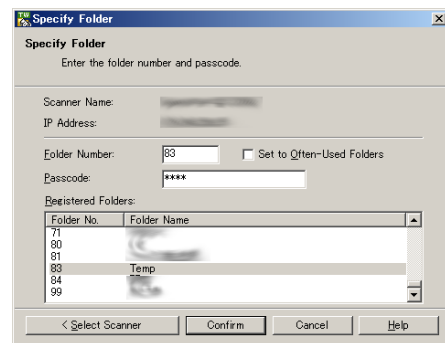 Specify Folder
Specify Folder
Enter the folder number and passcode.
Scanner Name:
IP Address:
Folder Number: 83 Set to Often-Used Folders
Passcode: ****
Registered Folders:
Folder No. Folder Name
71
80
81
83 Temp
84
99
< Select Scanner Confirm Cancel Help